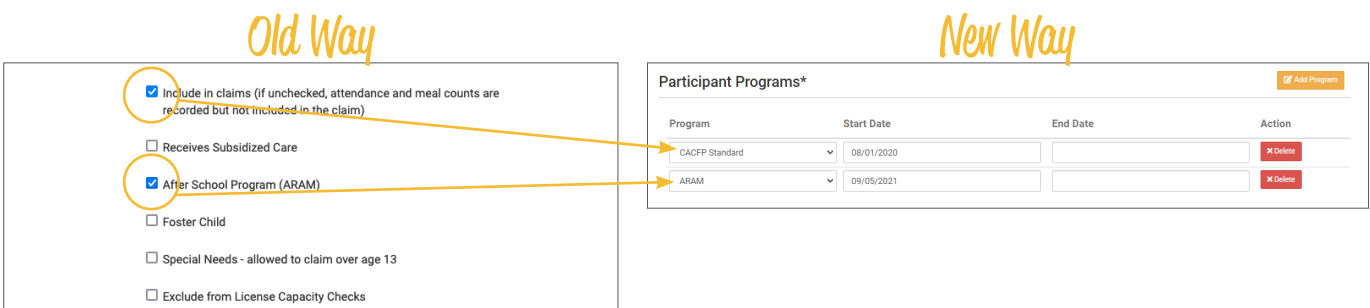 Old Way
New Way
Include in claims (if unchecked, attendance and meal counts are
recorded but not included in the claim)
Receives Subsidized Care
After School Program (ARAM)
Foster Child
Special Needs - allowed to claim over age 13
Exclude from License Capacity Checks
Participant Programs*
Add Program
Program Start Date End Date Action
CACFP Standard 08/01/2020 Delete
ARAM 09/05/2021 Delete